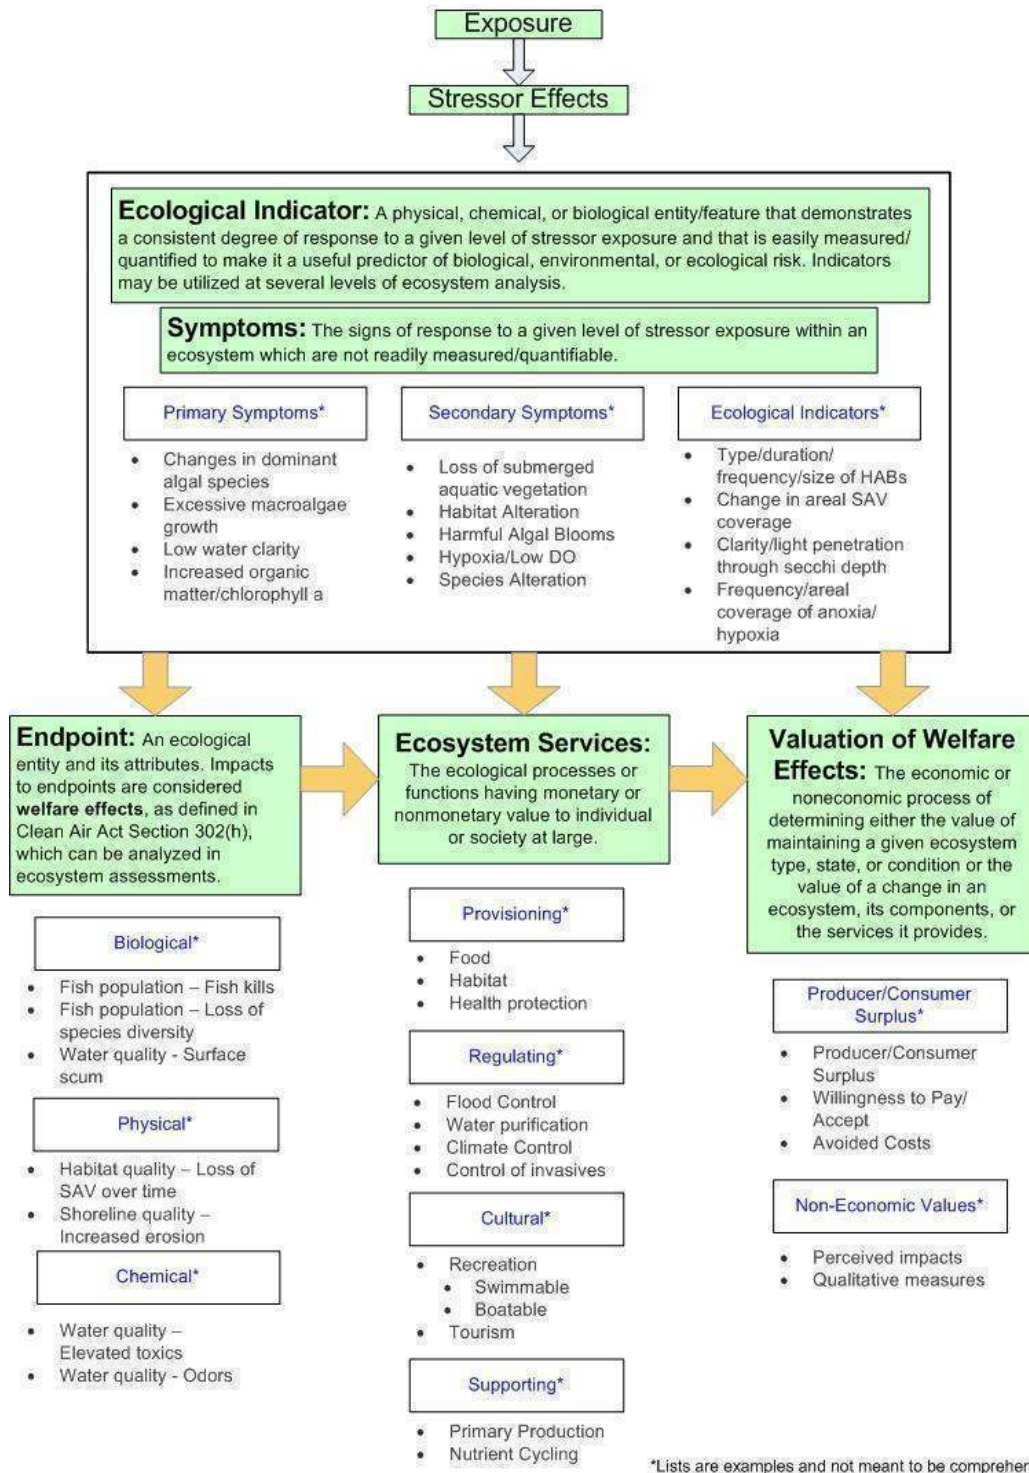 Exposure
Stressor Effects
Ecological Indicator: A physical, chemical, or biological entity/feature that demonstrates
a consistent degree of response to a given level of stressor exposure and that is easily measured/
quantified to make it a useful predictor of biological, environmental, or ecological risk. Indicators
may be utilized at several levels of ecosystem analysis.
Symptoms: The signs of response to a given level of stressor exposure within an
ecosystem which are not readily measured/quantifiable.
Primary Symptoms*
• Changes in dominant
algal species
• Excessive macroalgae
growth
• Low water clarity
• Increased organic
matter/chlorophyll a
Secondary Symptoms*
• Loss of submerged
aquatic vegetation
• Habitat Alteration
• Harmful Algal Blooms
• Hypoxia/Low DO
• Species Alteration
Ecological Indicators*
• Type/duration/
frequency/size of HABs
• Change in areal SAV
coverage
• Clarity/light penetration
through secchi depth
• Frequency/areal
coverage of anoxia/
hypoxia
Endpoint: An ecological
entity and its attributes. Impacts
to endpoints are considered
welfare effects, as defined in
Clean Air Act Section 302(h),
which can be analyzed in
ecosystem assessments.
Biological*
• Fish population – Fish kills
• Fish population – Loss of
species diversity
• Water quality - Surface
scum
Physical*
• Habitat quality – Loss of
SAV over time
• Shoreline quality –
Increased erosion
Chemical*
• Water quality –
Elevated toxics
• Water quality - Odors
Ecosystem Services:
The ecological processes or
functions having monetary or
nonmonetary value to individual
or society at large.
Provisioning*
• Food
• Habitat
• Health protection
Regulating*
• Flood Control
• Water purification
• Climate Control
• Control of invasives
Cultural*
• Recreation
• Swimmable
• Boatable
• Tourism
Supporting*
• Primary Production
• Nutrient Cycling
Valuation of Welfare
Effects: The economic or
noneconomic process of
determining either the value of
maintaining a given ecosystem
type, state, or condition or the
value of a change in an
ecosystem, its components, or
the services it provides.
Producer/Consumer
Surplus*
• Producer/Consumer
Surplus
• Willingness to Pay/
Accept
• Avoided Costs
Non-Economic Values*
• Perceived impacts
• Qualitative measures
*Lists are examples and not meant to be comprehen